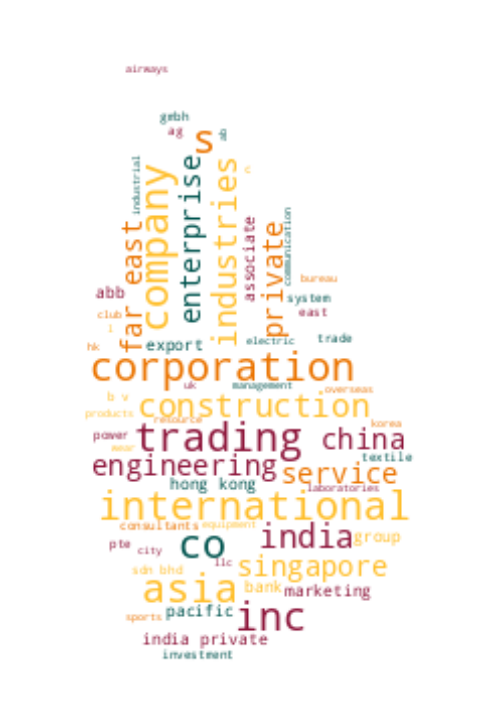 airways
gmbh
ag
s
industrial
company
enterprise
industries
c
far east
associate
private
communication
bureau
abb
system
club
east
l
hk
export
electric
trade
corporation
uk
management
overseas
b v
construction
products
resource
korea
power
trading
china
wear
textile
engineering
service
hong kong
laboratories
international
consultants
equipment
co
india
group
pte
city
llc
sdn bhd
singapore
asia
bank
marketing
pacific
inc
sports
india private
investment